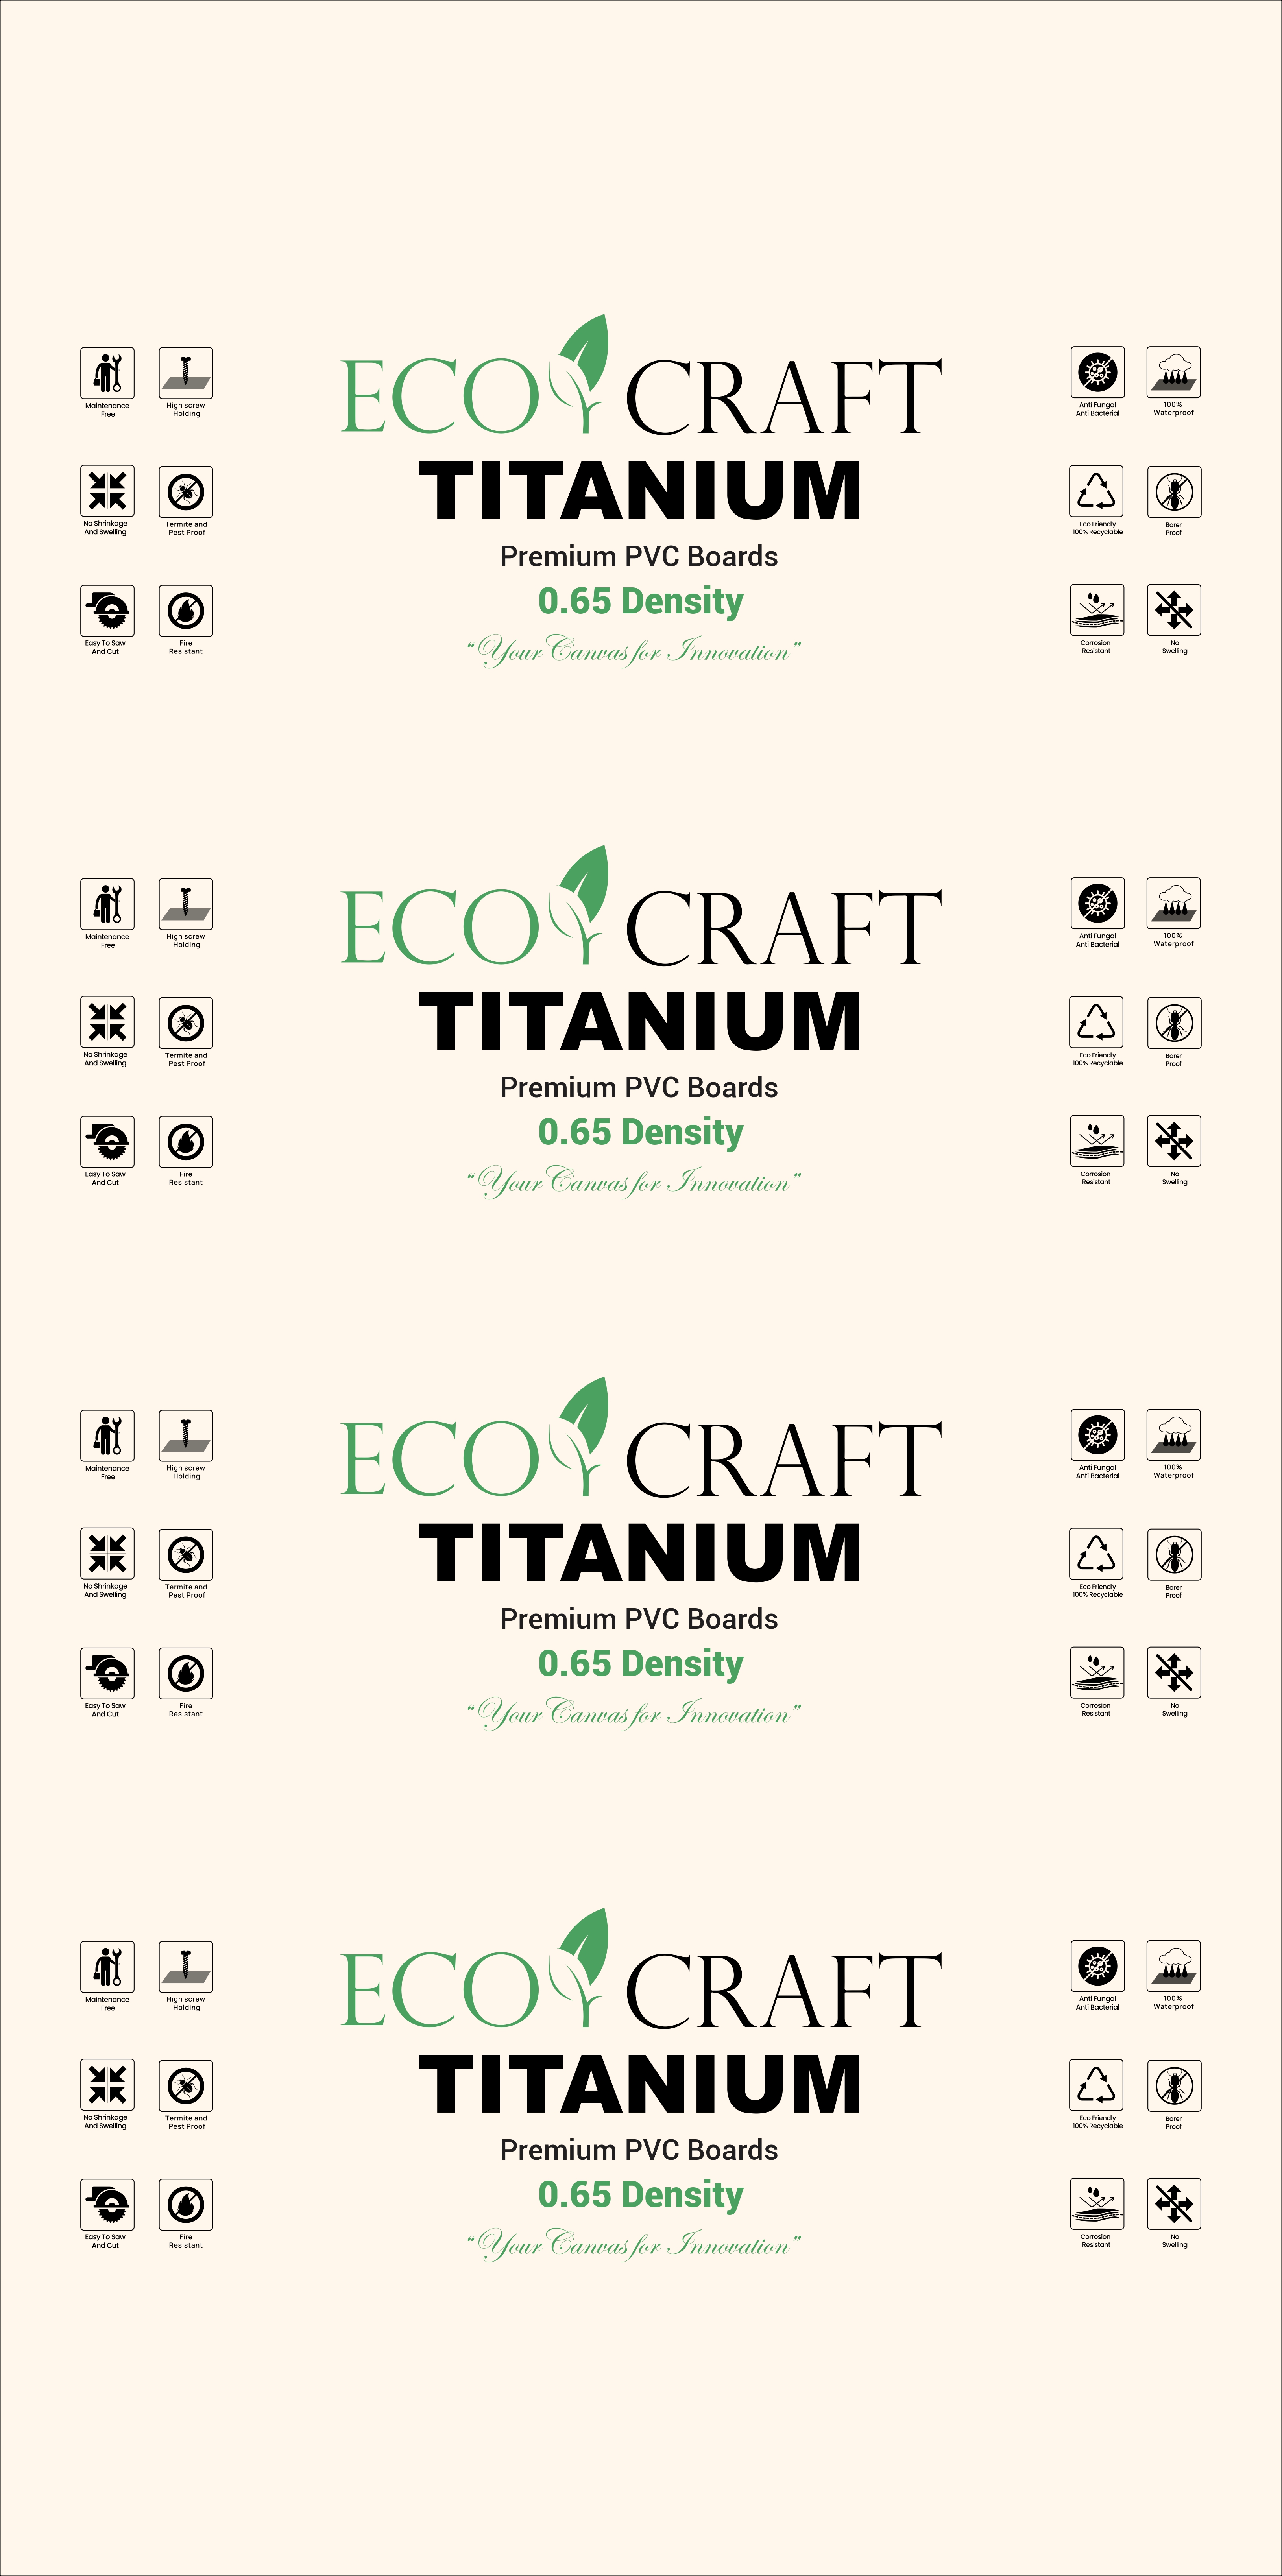 ECO CRAFT
TITANIUM
Premium PVC Boards
0.65 Density
“Your Canvas for Innovation”
Maintenance
Free
High screw
Holding
No Shrinkage
And Swelling
Termite and
Pest Proof
Easy To Saw
And Cut
Fire
Resistant
Anti Fungal
Anti Bacterial
100%
Waterproof
Eco Friendly
100% Recyclable
Borer
Proof
Corrosion
Resistant
No
Swelling
ECO CRAFT
TITANIUM
Premium PVC Boards
0.65 Density
“Your Canvas for Innovation”
Maintenance
Free
High screw
Holding
No Shrinkage
And Swelling
Termite and
Pest Proof
Easy To Saw
And Cut
Fire
Resistant
Anti Fungal
Anti Bacterial
100%
Waterproof
Eco Friendly
100% Recyclable
Borer
Proof
Corrosion
Resistant
No
Swelling
ECO CRAFT
TITANIUM
Premium PVC Boards
0.65 Density
“Your Canvas for Innovation”
Maintenance
Free
High screw
Holding
No Shrinkage
And Swelling
Termite and
Pest Proof
Easy To Saw
And Cut
Fire
Resistant
Anti Fungal
Anti Bacterial
100%
Waterproof
Eco Friendly
100% Recyclable
Borer
Proof
Corrosion
Resistant
No
Swelling
ECO CRAFT
TITANIUM
Premium PVC Boards
0.65 Density
“Your Canvas for Innovation”
Maintenance
Free
High screw
Holding
No Shrinkage
And Swelling
Termite and
Pest Proof
Easy To Saw
And Cut
Fire
Resistant
Anti Fungal
Anti Bacterial
100%
Waterproof
Eco Friendly
100% Recyclable
Borer
Proof
Corrosion
Resistant
No
Swelling